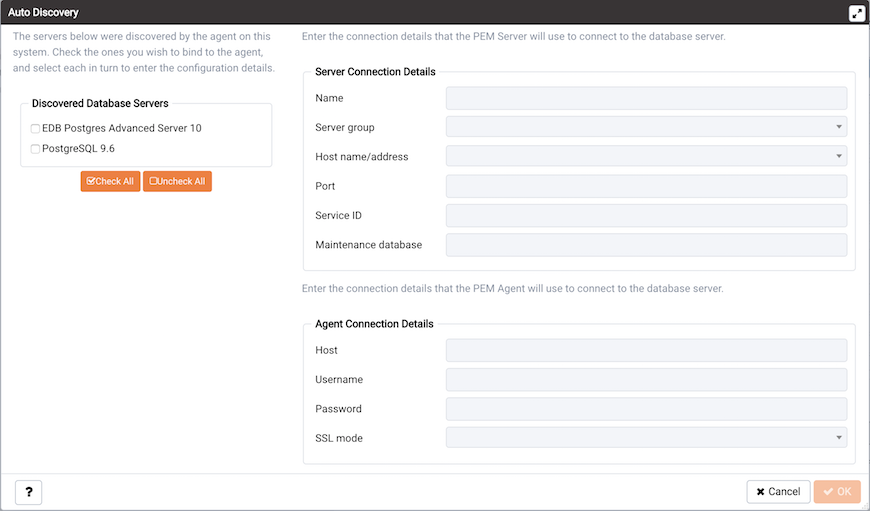 Auto Discovery
The servers below were discovered by the agent on this
system. Check the ones you wish to bind to the agent,
and select each in turn to enter the configuration details.
Discovered Database Servers
EDB Postgres Advanced Server 10
PostgreSQL 9.6
Check All
Uncheck All
Enter the connection details that the PEM Server will use to connect to the database server.
Server Connection Details
Name
Server group
Host name/address
Port
Service ID
Maintenance database
Enter the connection details that the PEM Agent will use to connect to the database server.
Agent Connection Details
Host
Username
Password
SSL mode
?
Cancel
OK